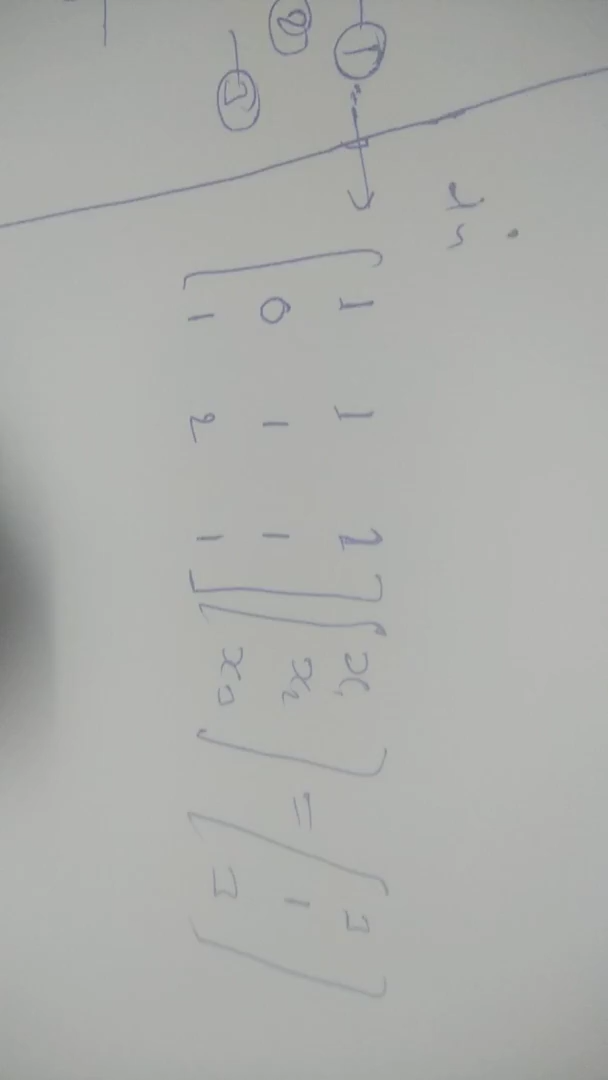 ① → [ 1 1 2 ] [ x₁ ] [ 3 ]
② [ 0 1 1 ] [ x₂ ] = [ 1 ]
③ [ 1 2 1 ] [ x₃ ] [ 3 ]